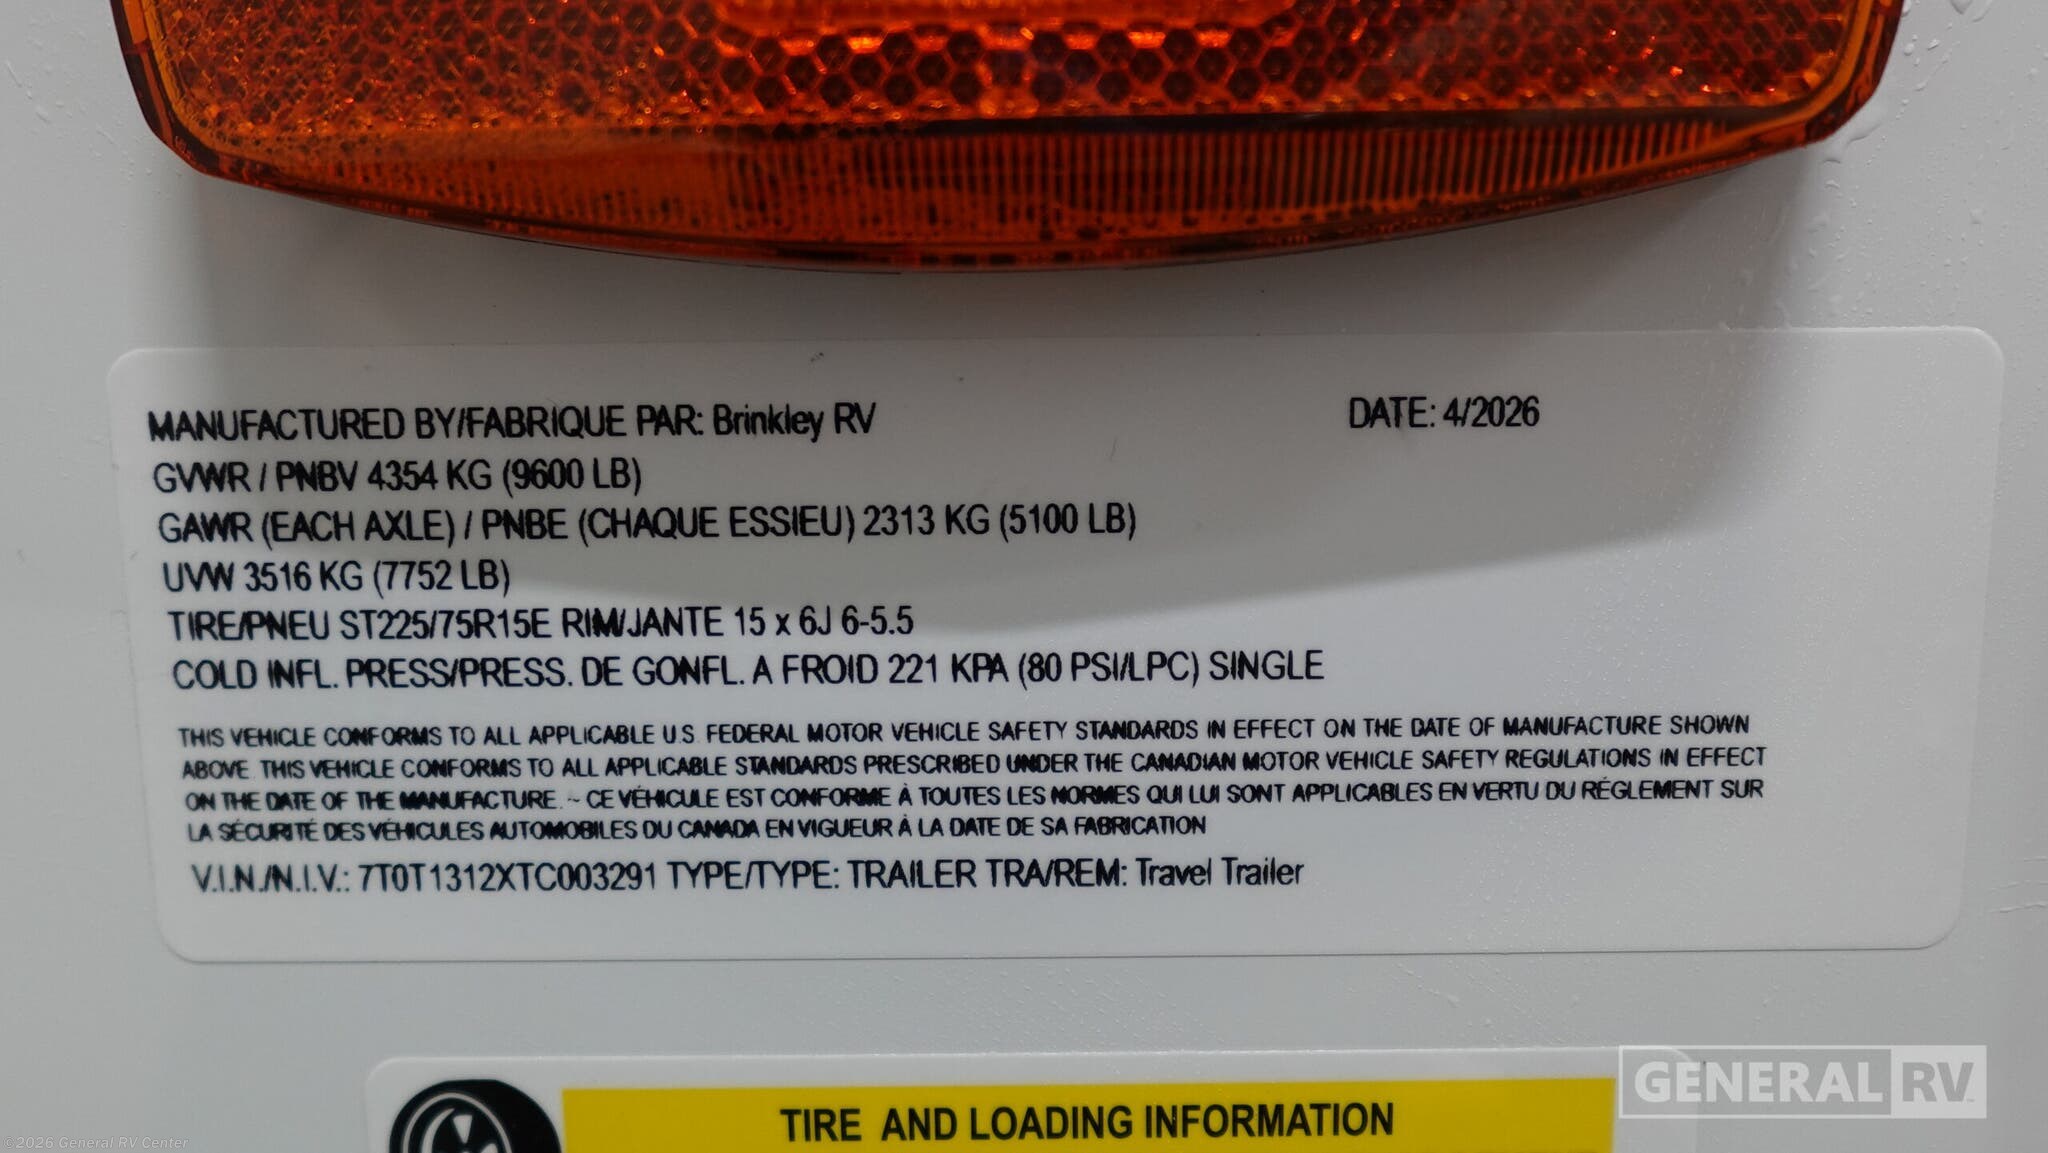 MANUFACTURED BY/FABRIQUE PAR: Brinkley RV DATE: 4/2026
GVWR / PNBV 4354 KG (9600 LB)
GAWR (EACH AXLE) / PNBE (CHAQUE ESSIEU) 2313 KG (5100 LB)
UVW 3516 KG (7752 LB)
TIRE/PNEU ST225/75R15E RIM/JANTE 15 x 6J 6-5.5
COLD INFL. PRESS/PRESS. DE GONFL. A FROID 221 KPA (80 PSI/LPC) SINGLE
THIS VEHICLE CONFORMS TO ALL APPLICABLE U.S. FEDERAL MOTOR VEHICLE SAFETY STANDARDS IN EFFECT ON THE DATE OF MANUFACTURE SHOWN
ABOVE. THIS VEHICLE CONFORMS TO ALL APPLICABLE STANDARDS PRESCRIBED UNDER THE CANADIAN MOTOR VEHICLE SAFETY REGULATIONS IN EFFECT
ON THE DATE OF THE MANUFACTURE. ~ CE VÉHICULE EST CONFORME À TOUTES LES NORMES QUI LUI SONT APPLICABLES EN VERTU DU RÉGLEMENT SUR
LA SÉCURITÉ DES VÉHICULES AUTOMOBILES DU CANADA EN VIGUEUR À LA DATE DE SA FABRICATION
V.I.N./N.I.V.: 7T0T1312XTC003291 TYPE/TYPE: TRAILER TRA/REM: Travel Trailer
TIRE AND LOADING INFORMATION
GENERAL RV
©2026 General RV Center